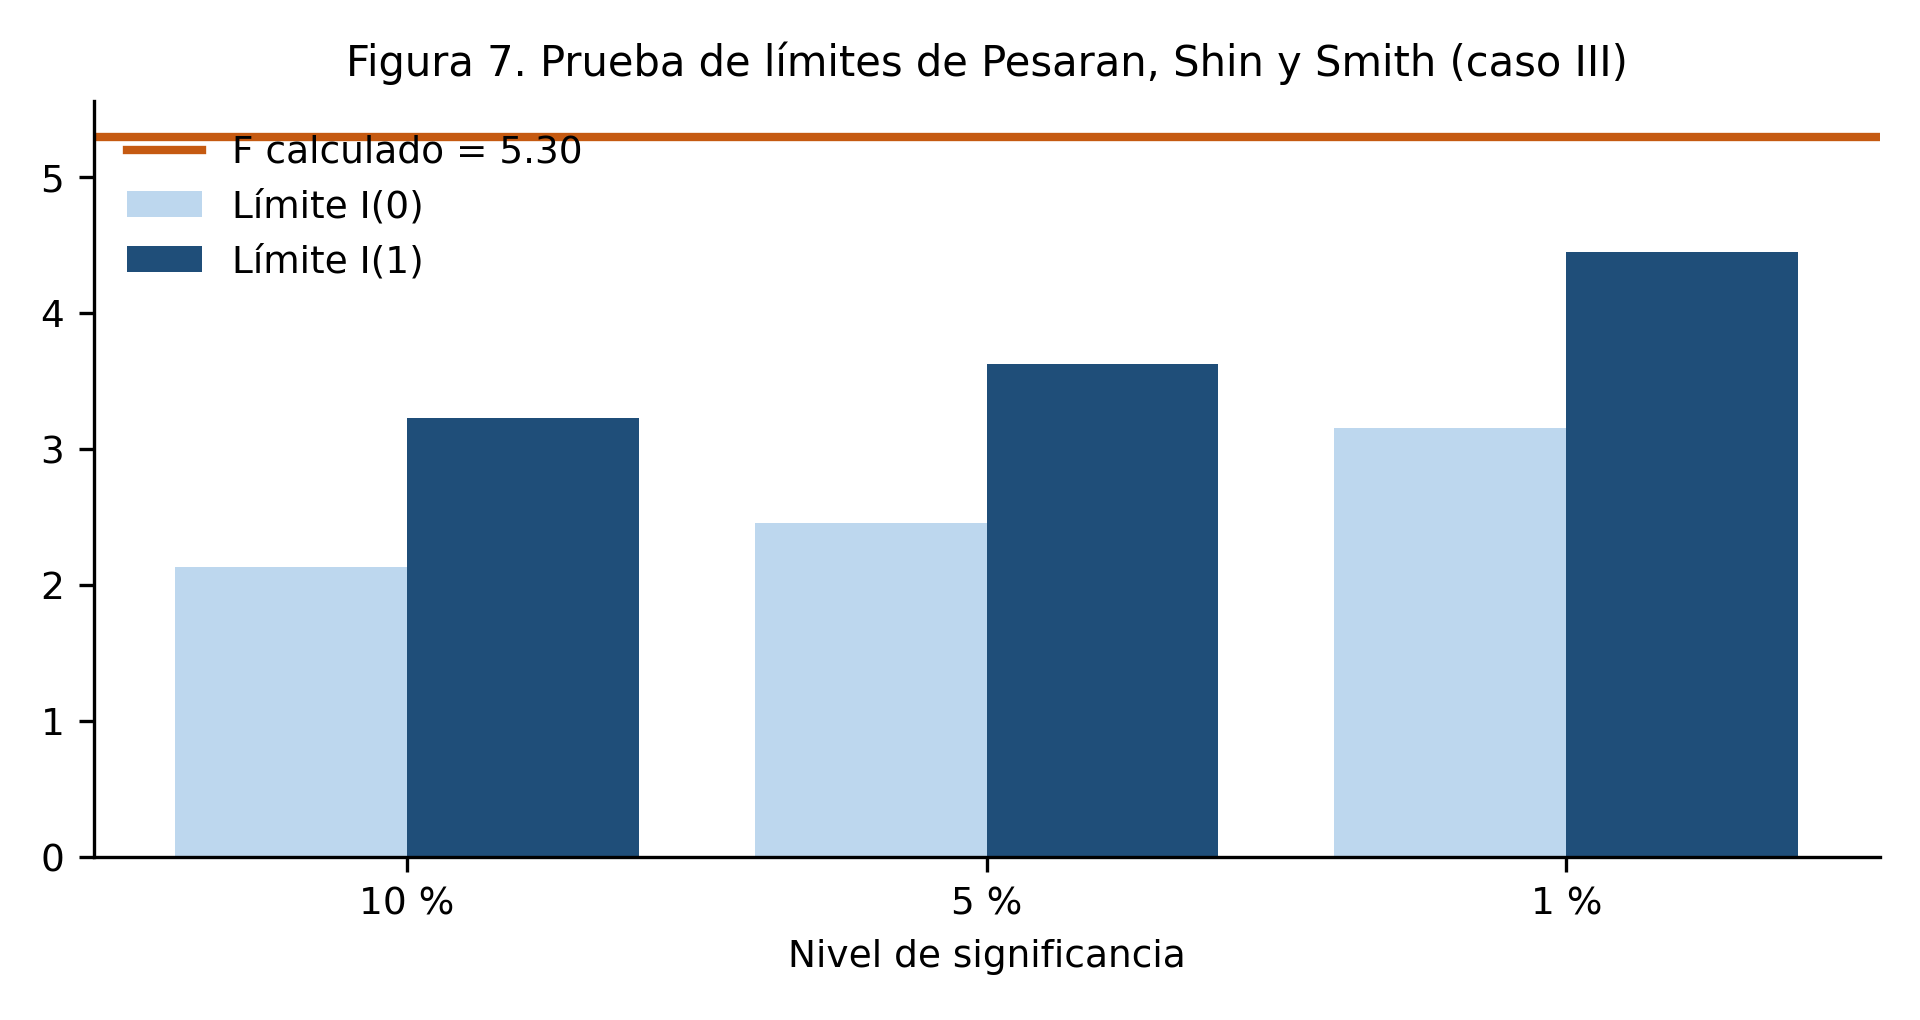 Figura 7. Prueba de límites de Pesaran, Shin y Smith (caso III)
F calculado = 5.30
Límite I(0)
Límite I(1)
5
4
3
2
1
0
10 %
5 %
1 %
Nivel de significancia